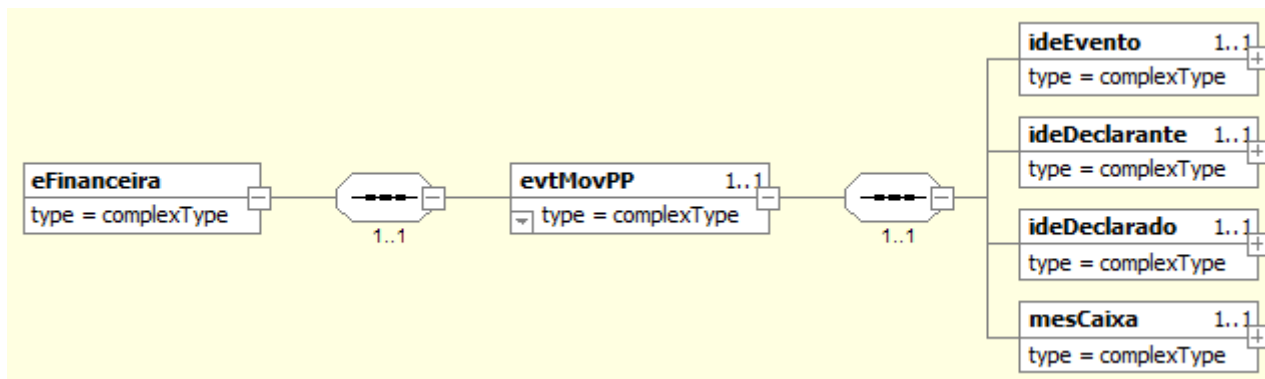 eFinanceira
type = complexType
1..1
evtMovPP 1..1
type = complexType
1..1
ideEvento 1..1
type = complexType
ideDeclarante 1..1
type = complexType
ideDeclarado 1..1
type = complexType
mesCaixa 1..1
type = complexType